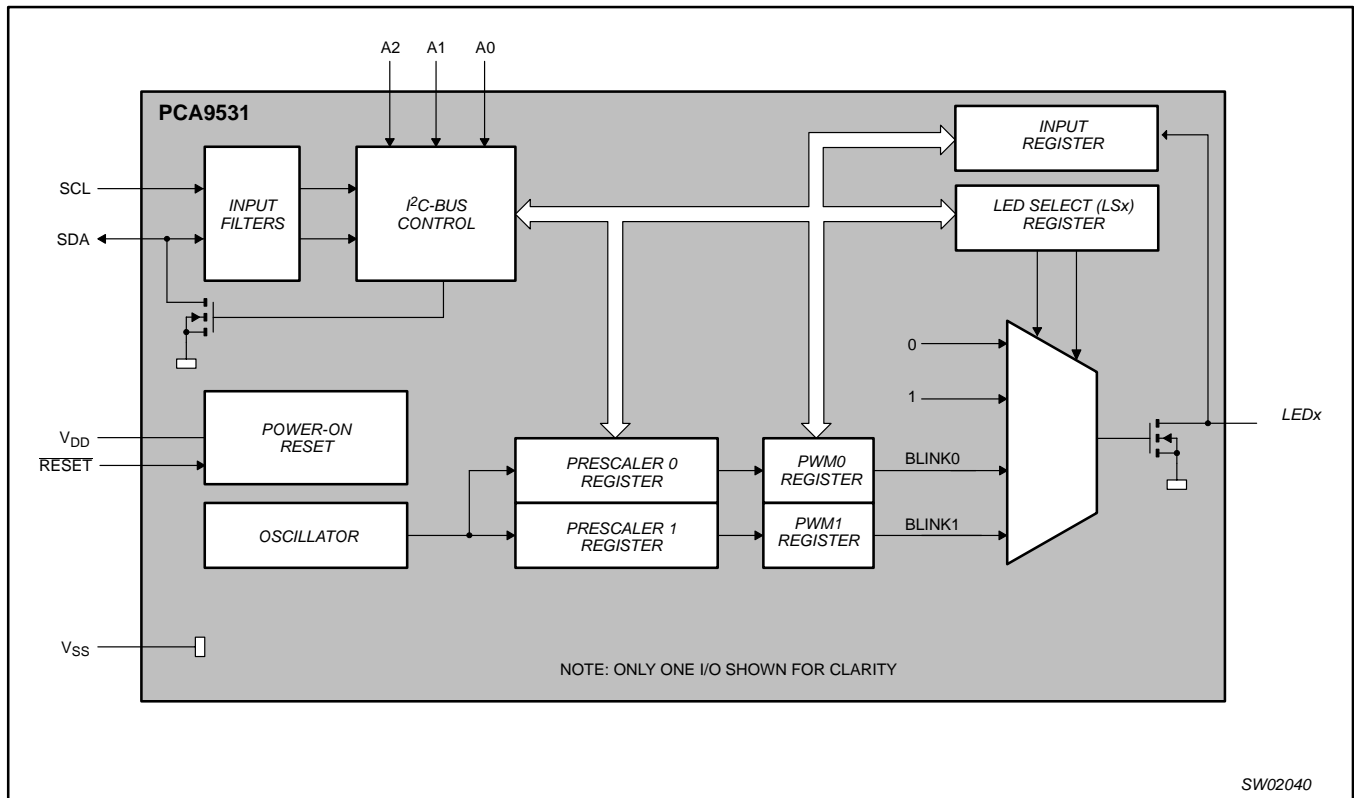 A2 A1 A0
PCA9531
INPUT
REGISTER
SCL
INPUT
FILTERS
I²C-BUS
CONTROL
LED SELECT (LSx)
REGISTER
SDA
0
1
LEDx
POWER-ON
RESET
VDD
RESET
PRESCALER 0
REGISTER
PWM0
REGISTER
BLINK0
OSCILLATOR
PRESCALER 1
REGISTER
PWM1
REGISTER
BLINK1
VSS
NOTE: ONLY ONE I/O SHOWN FOR CLARITY
SW02040